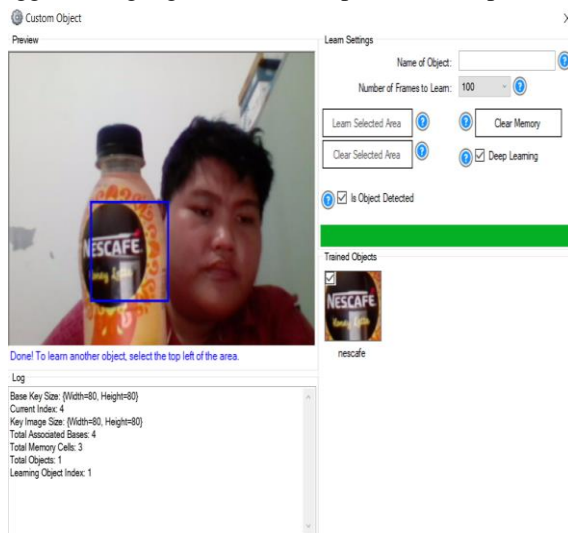 Custom Object
Preview
NESCAFE
Honey Latte
Done! To learn another object, select the top left of the area.
Log
Base Key Size: {Width=80, Height=80}
Current Index: 4
Key Image Size: {Width=80, Height=80}
Total Associated Bases: 4
Total Memory Cells: 3
Total Objects: 1
Learning Object Index: 1
Learn Settings
Name of Object:
Number of Frames to Learn: 100
Learn Selected Area
Clear Memory
Clear Selected Area
Deep Learning
Is Object Detected
Trained Objects
NESCAFE
nescafe